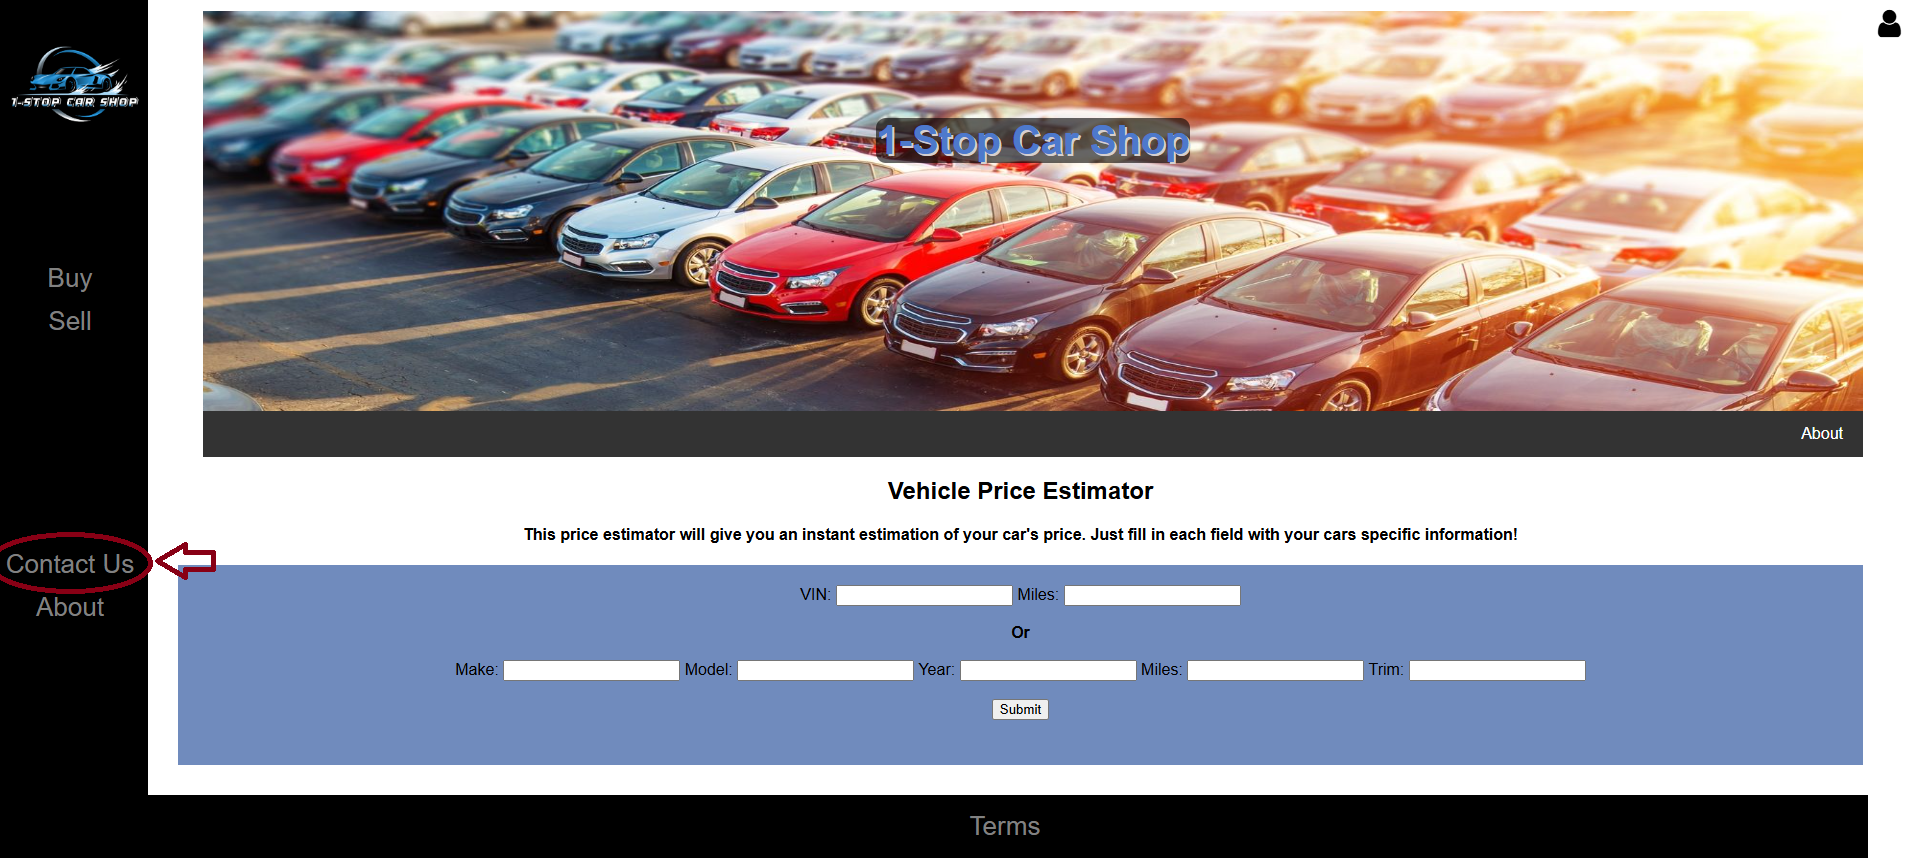 1-STOP CAR SHOP
Buy
Sell
Contact Us
About
1-Stop Car Shop
About
Vehicle Price Estimator
This price estimator will give you an instant estimation of your car's price. Just fill in each field with your cars specific information!
VIN: Miles:
Or
Make: Model: Year: Miles: Trim:
Submit
Terms